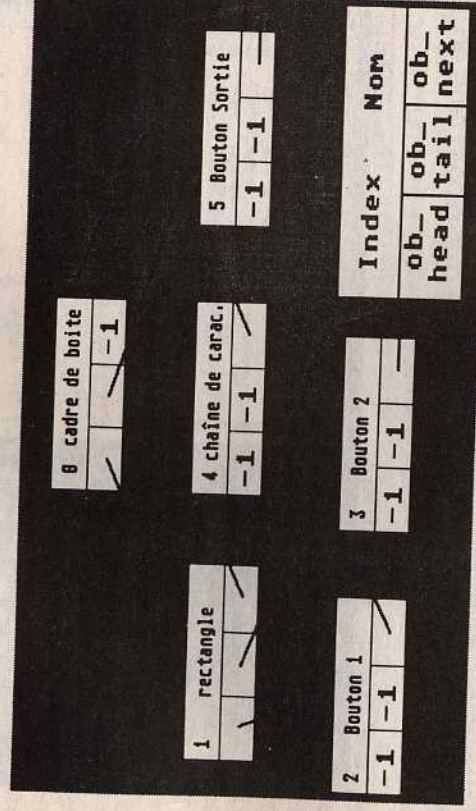 0 cadre de boite
-1
1 rectangle
4 chaîne de carac.
-1 -1
5 Bouton Sortie
-1 -1
2 Bouton 1
-1 -1
3 Bouton 2
-1 -1
Index Nom
ob_ ob_ ob_
head tail next